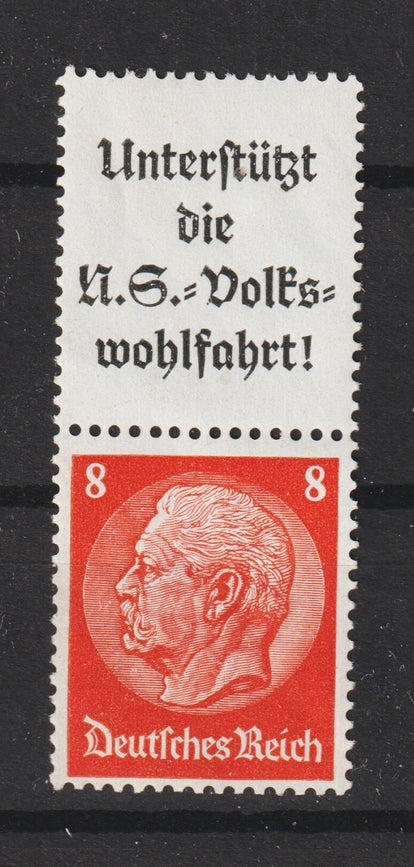 Unterſtützt
die
N.S.=Volks=
wohlfahrt!
8 8
Deutſches Reich